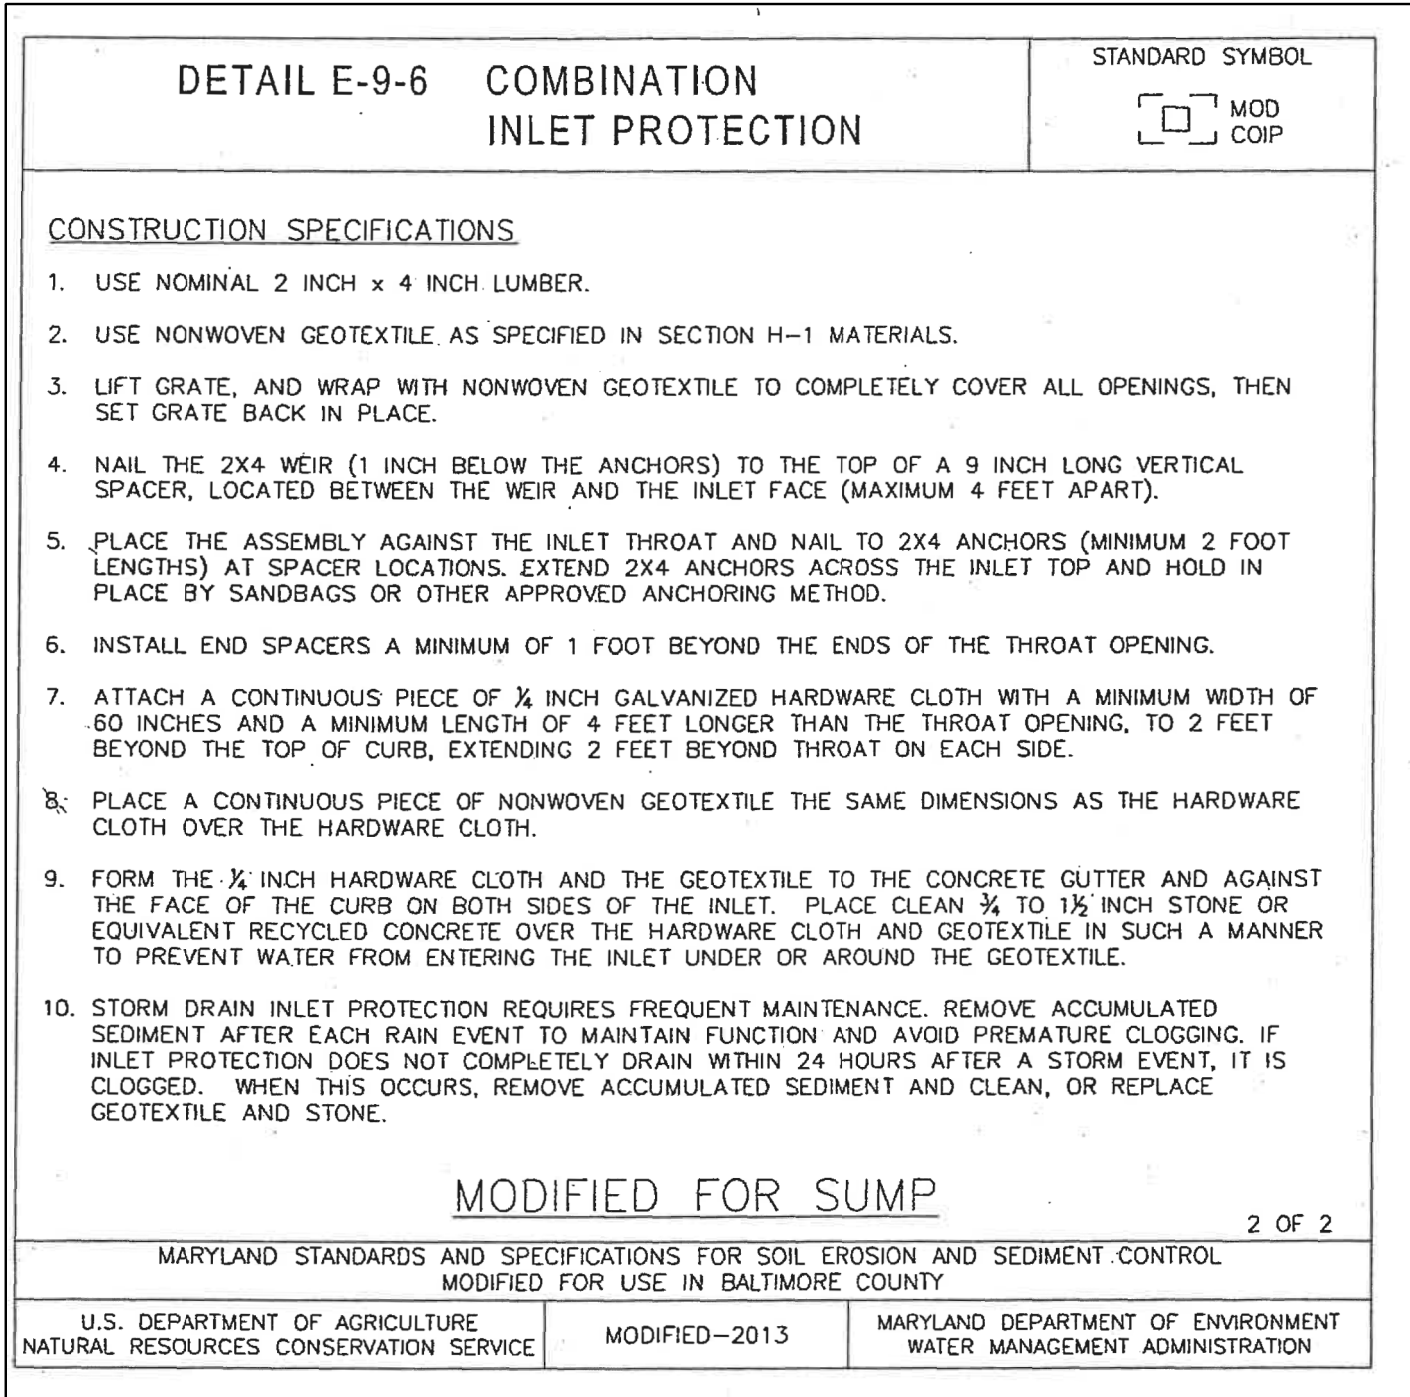 DETAIL E-9-6 COMBINATION
INLET PROTECTION
STANDARD SYMBOL
MOD
COIP
CONSTRUCTION SPECIFICATIONS
1. USE NOMINAL 2 INCH x 4 INCH LUMBER.
2. USE NONWOVEN GEOTEXTILE AS SPECIFIED IN SECTION H-1 MATERIALS.
3. LIFT GRATE, AND WRAP WITH NONWOVEN GEOTEXTILE TO COMPLETELY COVER ALL OPENINGS, THEN
SET GRATE BACK IN PLACE.
4. NAIL THE 2X4 WEIR (1 INCH BELOW THE ANCHORS) TO THE TOP OF A 9 INCH LONG VERTICAL
SPACER, LOCATED BETWEEN THE WEIR AND THE INLET FACE (MAXIMUM 4 FEET APART).
5. PLACE THE ASSEMBLY AGAINST THE INLET THROAT AND NAIL TO 2X4 ANCHORS (MINIMUM 2 FOOT
LENGTHS) AT SPACER LOCATIONS. EXTEND 2X4 ANCHORS ACROSS THE INLET TOP AND HOLD IN
PLACE BY SANDBAGS OR OTHER APPROVED ANCHORING METHOD.
6. INSTALL END SPACERS A MINIMUM OF 1 FOOT BEYOND THE ENDS OF THE THROAT OPENING.
7. ATTACH A CONTINUOUS PIECE OF ¼ INCH GALVANIZED HARDWARE CLOTH WITH A MINIMUM WIDTH OF
60 INCHES AND A MINIMUM LENGTH OF 4 FEET LONGER THAN THE THROAT OPENING, TO 2 FEET
BEYOND THE TOP OF CURB, EXTENDING 2 FEET BEYOND THROAT ON EACH SIDE.
8. PLACE A CONTINUOUS PIECE OF NONWOVEN GEOTEXTILE THE SAME DIMENSIONS AS THE HARDWARE
CLOTH OVER THE HARDWARE CLOTH.
9. FORM THE ¼ INCH HARDWARE CLOTH AND THE GEOTEXTILE TO THE CONCRETE GUTTER AND AGAINST
THE FACE OF THE CURB ON BOTH SIDES OF THE INLET. PLACE CLEAN ¾ TO 1½ INCH STONE OR
EQUIVALENT RECYCLED CONCRETE OVER THE HARDWARE CLOTH AND GEOTEXTILE IN SUCH A MANNER
TO PREVENT WATER FROM ENTERING THE INLET UNDER OR AROUND THE GEOTEXTILE.
10. STORM DRAIN INLET PROTECTION REQUIRES FREQUENT MAINTENANCE. REMOVE ACCUMULATED
SEDIMENT AFTER EACH RAIN EVENT TO MAINTAIN FUNCTION AND AVOID PREMATURE CLOGGING. IF
INLET PROTECTION DOES NOT COMPLETELY DRAIN WITHIN 24 HOURS AFTER A STORM EVENT, IT IS
CLOGGED. WHEN THIS OCCURS, REMOVE ACCUMULATED SEDIMENT AND CLEAN, OR REPLACE
GEOTEXTILE AND STONE.
MODIFIED FOR SUMP
2 OF 2
MARYLAND STANDARDS AND SPECIFICATIONS FOR SOIL EROSION AND SEDIMENT CONTROL
MODIFIED FOR USE IN BALTIMORE COUNTY
U.S. DEPARTMENT OF AGRICULTURE
NATURAL RESOURCES CONSERVATION SERVICE
MODIFIED-2013
MARYLAND DEPARTMENT OF ENVIRONMENT
WATER MANAGEMENT ADMINISTRATION